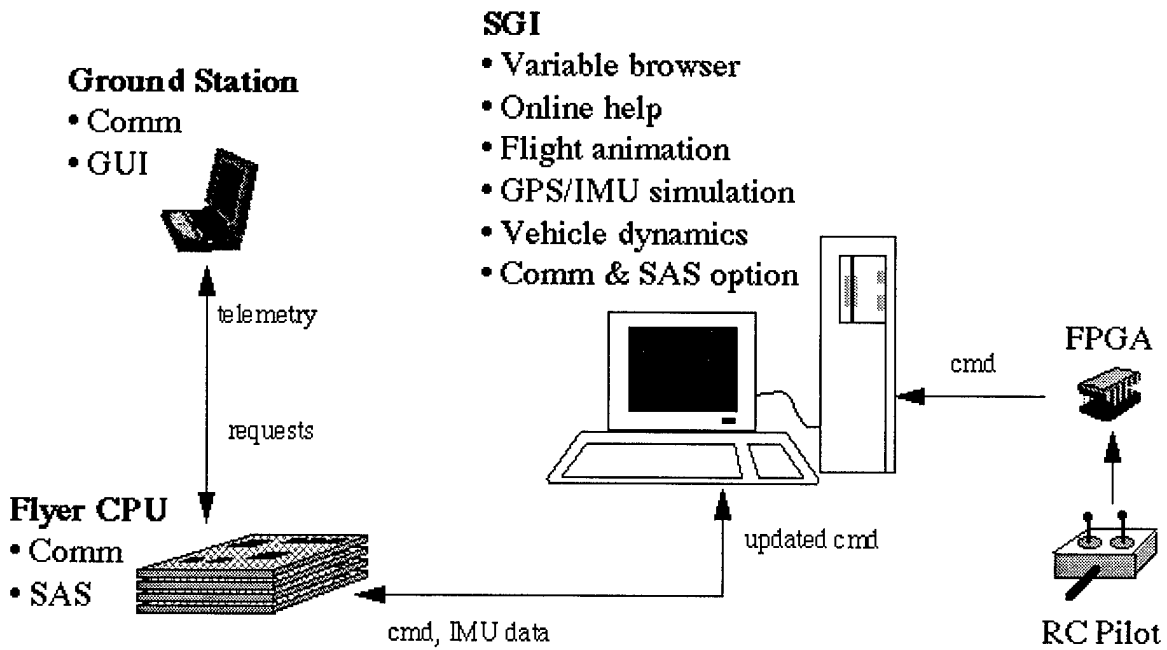 SGI
• Variable browser
• Online help
• Flight animation
• GPS/IMU simulation
• Vehicle dynamics
• Comm & SAS option
Ground Station
• Comm
• GUI
telemetry
requests
Flyer CPU
• Comm
• SAS
cmd, IMU data
updated cmd
cmd
FPGA
RC Pilot